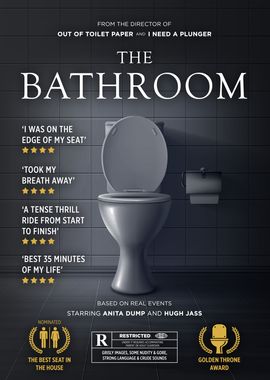 FROM THE DIRECTOR OF
OUT OF TOILET PAPER AND I NEED A PLUNGER
THE
BATHROOM
'I WAS ON THE
EDGE OF MY SEAT'
'TOOK MY
BREATH AWAY'
'A TENSE THRILL
RIDE FROM START
TO FINISH'
'BEST 35 MINUTES
OF MY LIFE'
BASED ON REAL EVENTS
STARRING ANITA DUMP AND HUGH JASS
NOMINATED
THE BEST SEAT IN
THE HOUSE
R
RESTRICTED
GRISLY IMAGES, SOME NUDITY & GORE,
STRONG LANGUAGE & CRUDE SOUNDS
GOLDEN THRONE
AWARD